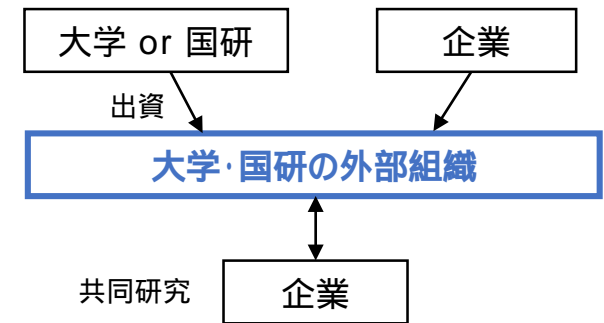 大学 or 国研
企業
出資
大学・国研の外部組織
共同研究
企業